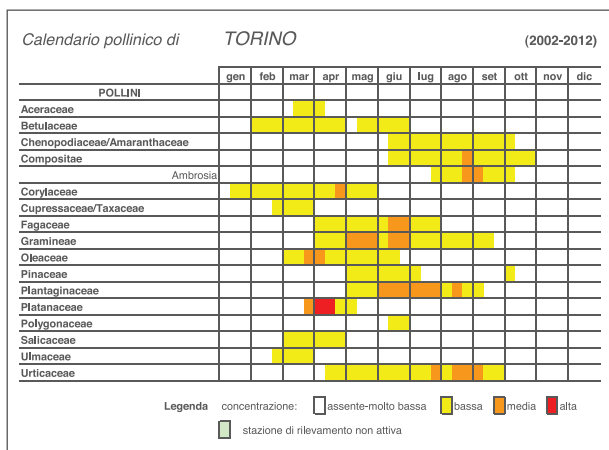 Calendario pollinico di TORINO (2002-2012)
gen feb mar apr mag giu lug ago set ott nov dic
POLLINI
Aceraceae
Betulaceae
Chenopodiaceae/Amaranthaceae
Compositae
Ambrosia
Corylaceae
Cupressaceae/Taxaceae
Fagaceae
Gramineae
Oleaceae
Pinaceae
Plantaginaceae
Platanaceae
Polygonaceae
Salicaceae
Ulmaceae
Urticaceae
Legenda concentrazione: assente-molto bassa bassa media alta
stazione di rilevamento non attiva